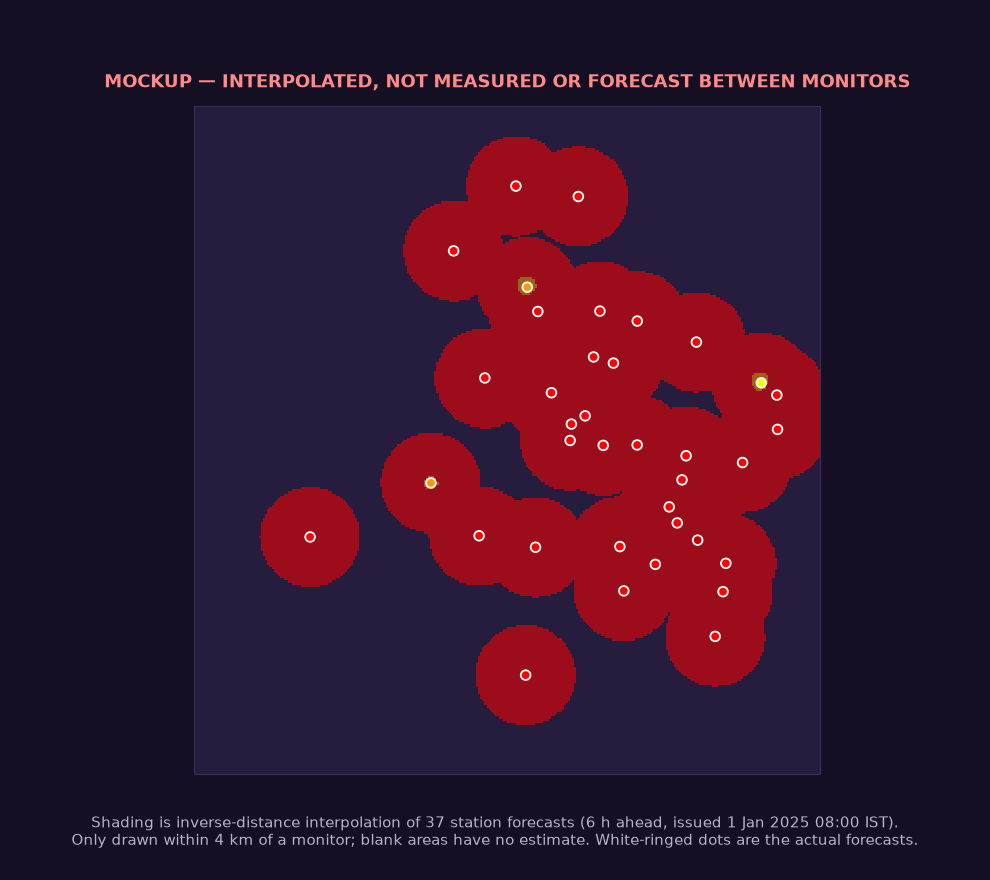 MOCKUP — INTERPOLATED, NOT MEASURED OR FORECAST BETWEEN MONITORS
Shading is inverse-distance interpolation of 37 station forecasts (6 h ahead, issued 1 Jan 2025 08:00 IST).
Only drawn within 4 km of a monitor; blank areas have no estimate. White-ringed dots are the actual forecasts.